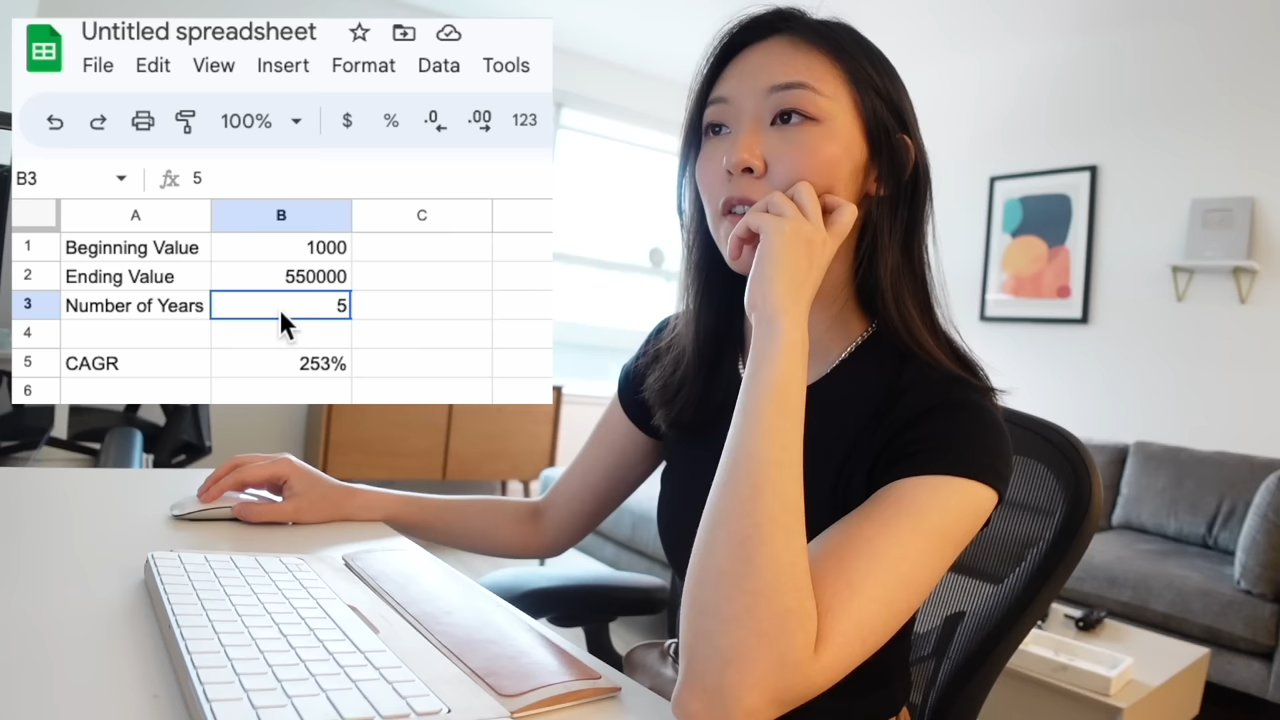 Untitled spreadsheet
File Edit View Insert Format Data Tools
100% $ % .0 .00 123
B3 fx 5
A B C
1 Beginning Value 1000
2 Ending Value 550000
3 Number of Years 5
4
5 CAGR 253%
6